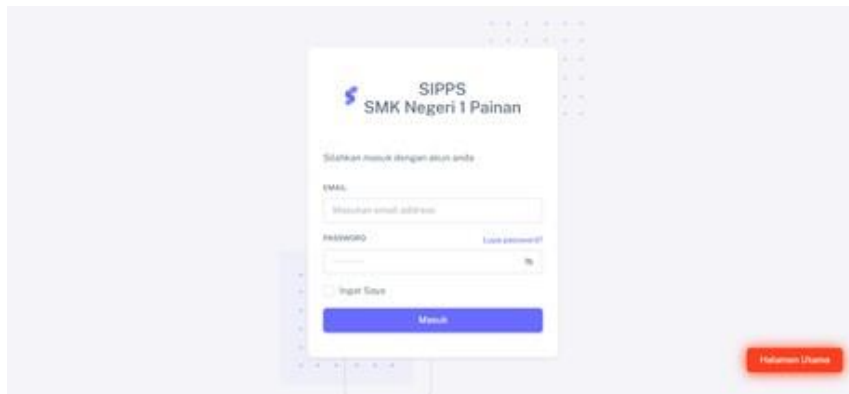 SIPPS
SMK Negeri 1 Painan
Silahkan masuk dengan akun anda
EMAIL
Masukan email address
PASSWORD
Lupa password?
Ingat Saya
Masuk
Halaman Utama